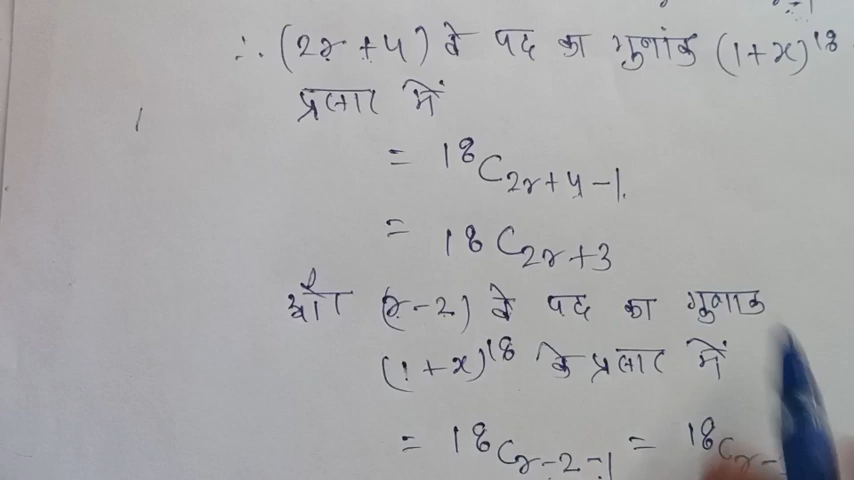 ∴ (2r + 4) वे पद का गुनांक (1+x)^18
प्रसार में
= 18C2r+4-1
= 18C2r+3
और (r-2) वे पद का गुनाक
(1+x)^18 के प्रसार में
= 18Cr-2-1 = 18Cr-